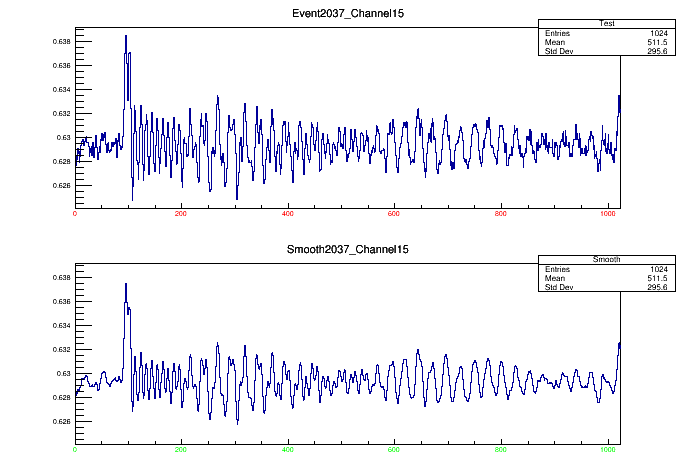 Event2037_Channel15
Test
Entries 1024
Mean 511.5
Std Dev 295.6
0.638
0.636
0.634
0.632
0.63
0.628
0.626
0 200 400 600 800 1000
Smooth2037_Channel15
Smooth
Entries 1024
Mean 511.5
Std Dev 295.6
0.638
0.636
0.634
0.632
0.63
0.628
0.626
0 200 400 600 800 1000